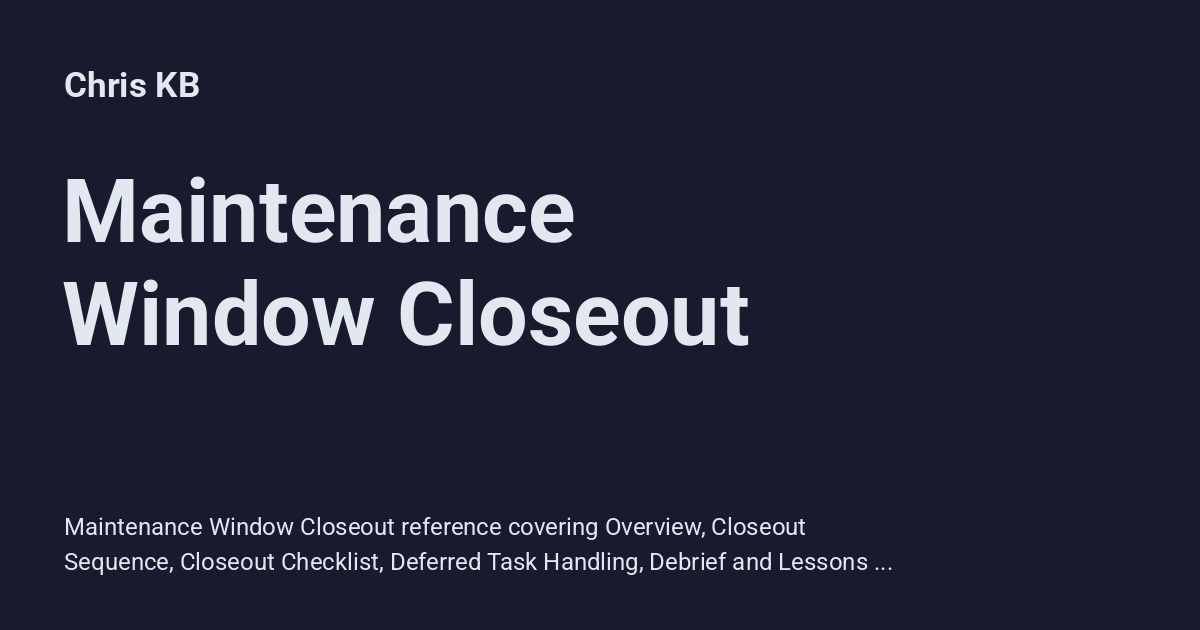 Chris KB
Maintenance
Window Closeout
Maintenance Window Closeout reference covering Overview, Closeout
Sequence, Closeout Checklist, Deferred Task Handling, Debrief and Lessons ...